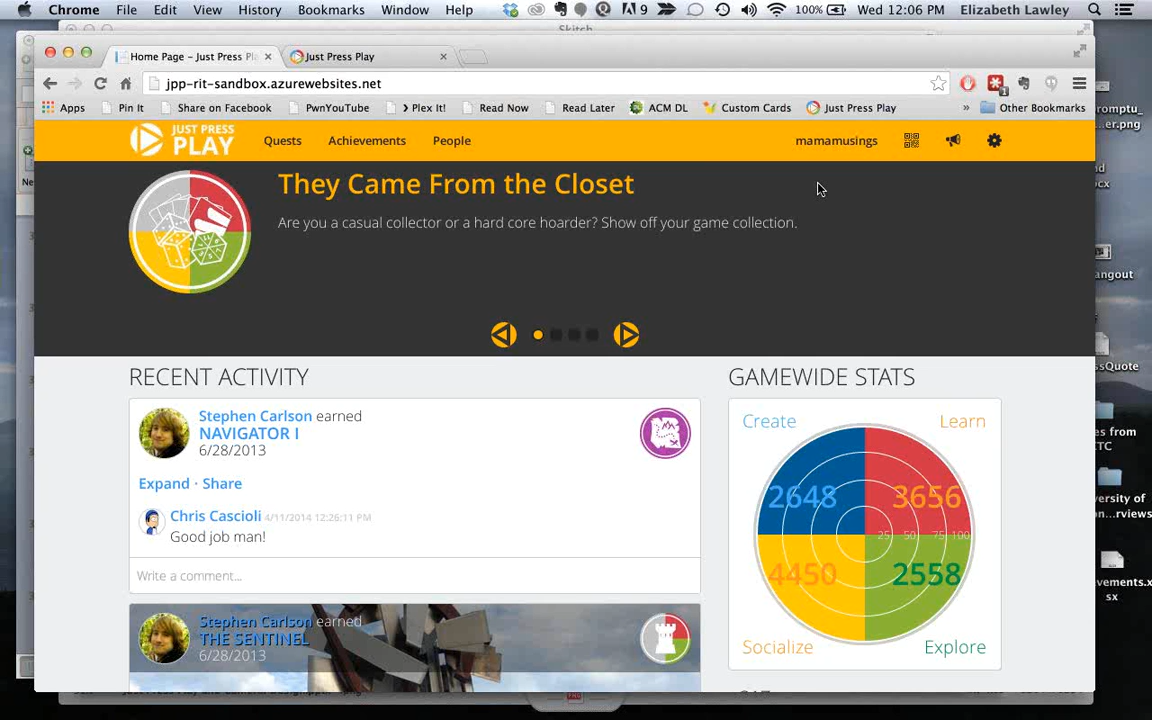 Chrome File Edit View History Bookmarks Window Help 9 100% Wed 12:06 PM Elizabeth Lawley
Skitch
Home Page - Just Press Pl Just Press Play
jpp-rit-sandbox.azurewebsites.net
Apps Pin It Share on Facebook PwnYouTube Plex It! Read Now Read Later ACM DL Custom Cards Just Press Play » Other Bookmarks
JUST PRESS
PLAY
Quests Achievements People mamamusings
They Came From the Closet
Are you a casual collector or a hard core hoarder? Show off your game collection.
RECENT ACTIVITY
Stephen Carlson earned
NAVIGATOR I
6/28/2013
Expand · Share
Chris Cascioli 4/11/2014 12:26:11 PM
Good job man!
Write a comment...
Stephen Carlson earned
THE SENTINEL
6/28/2013
GAMEWIDE STATS
Create Learn
2648 3656
25 50 75 100
4450 2558
Socialize Explore